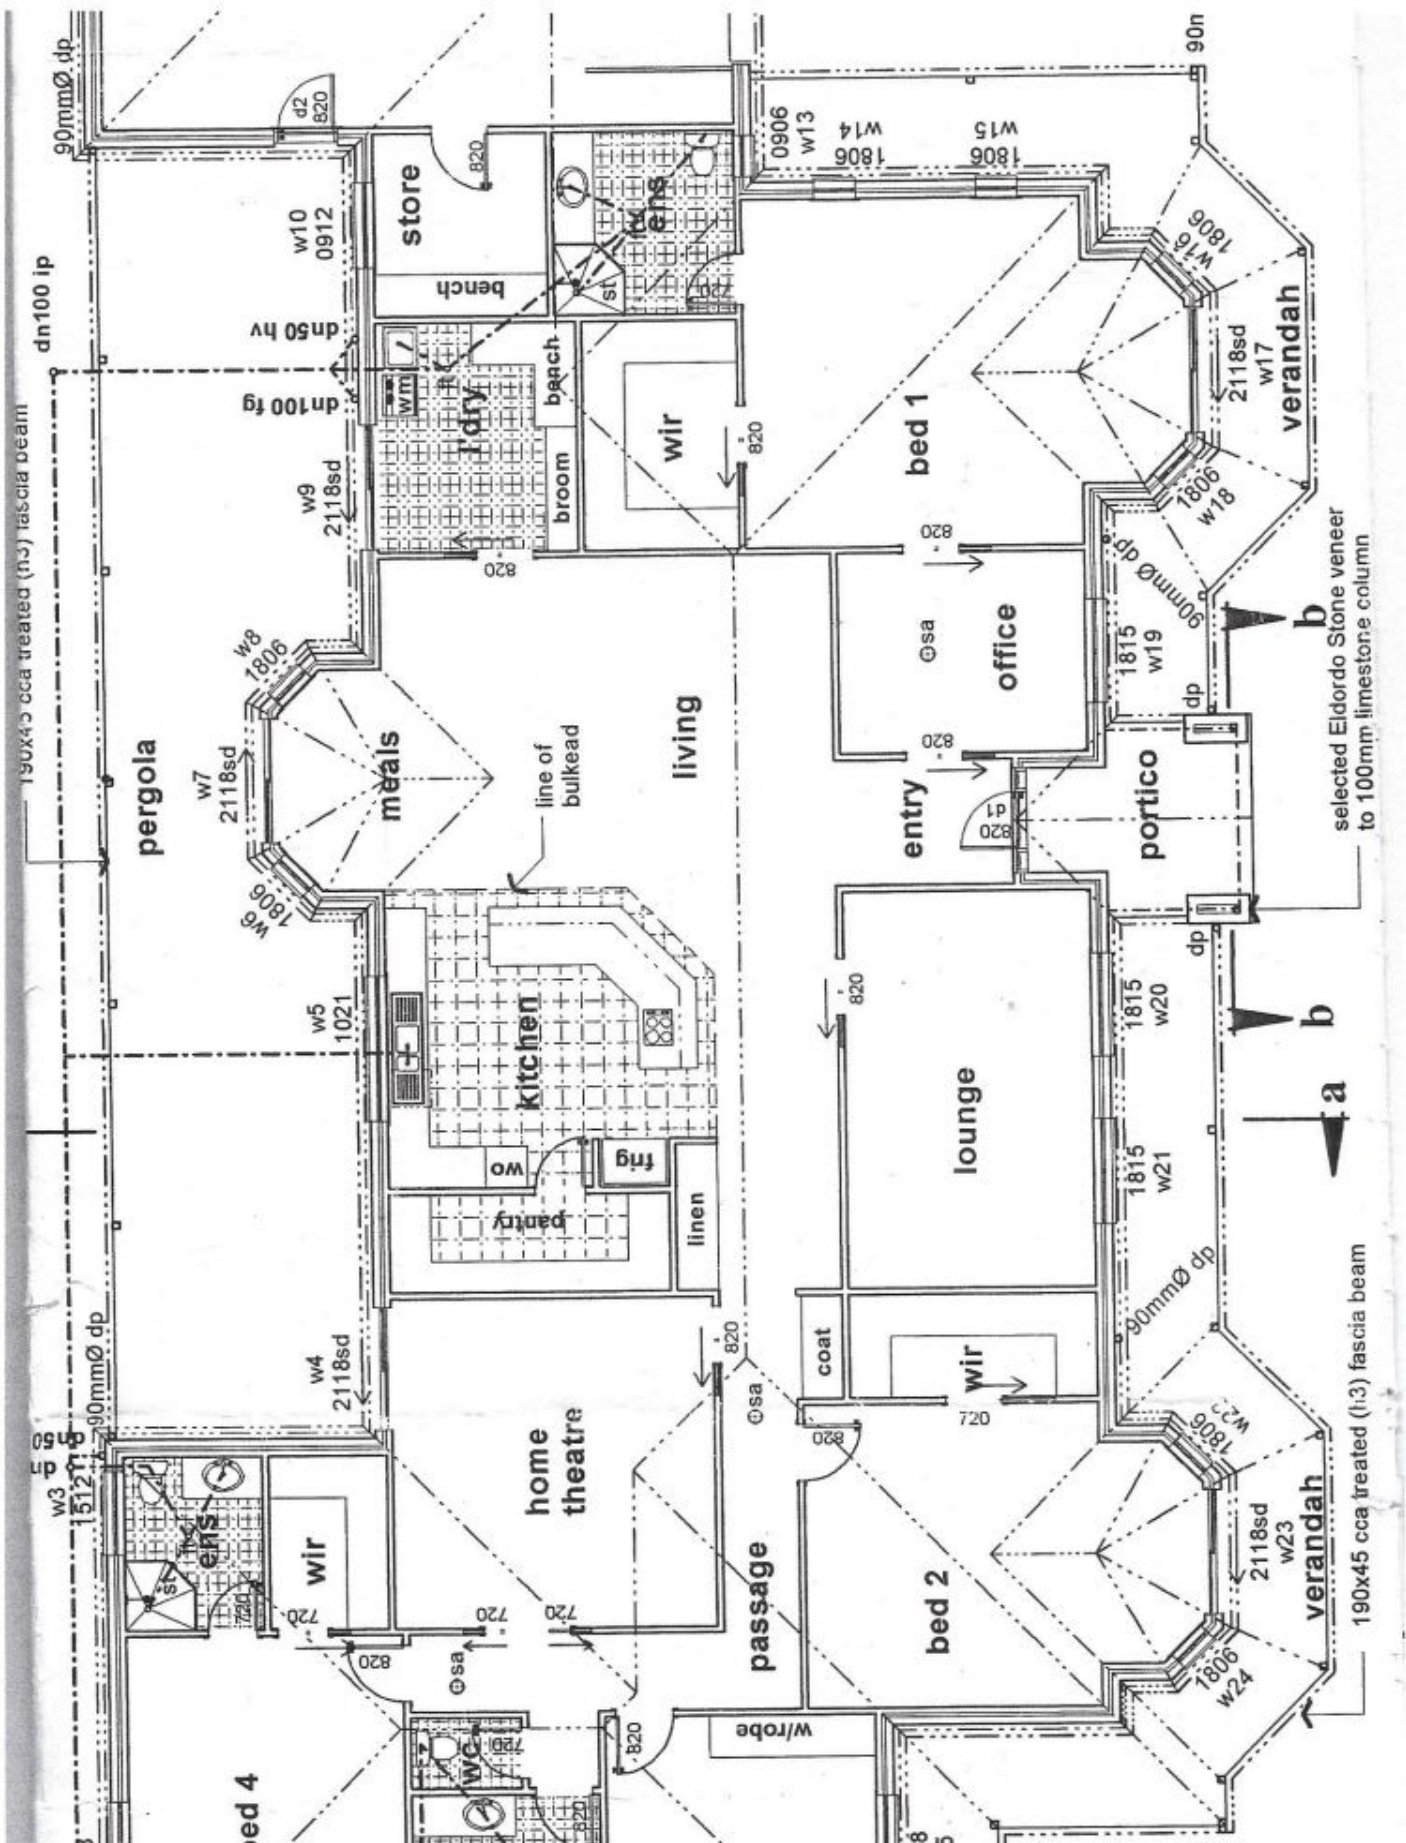 90mmØ dp
d2
820
90n
w10
0912
store
820
bench
ens
st
720
0906
w13
1806
w14
1806
w15
w16
1806
dn100 ip
dn50 hv
dn100 fg
wm
l'dry
bench
broom
wir
820
bed 1
2118sd
w17
verandah
1806
w18
190x45 cca treated (h3) fascia beam
w9
2118sd
820
820
90mmØ dp
w8
1806
sa
office
1815
w19
dp
b
selected Eldordo Stone veneer
to 100mm limestone column
pergola
w7
2118sd
meals
line of
bulkead
living
820
entry
820
d1
portico
1806
w6
w5
1021
kitchen
820
dp
1815
w20
b
lounge
a
1815
w21
wo
frig
pantry
linen
90mmØ dp
w4
2118sd
820
coat
wir
720
90mmØ dp
dn50
w3
1512
ens
st
720
wir
720
home
theatre
720
720
sa
820
1806
bed 2
2118sd
w23
verandah
1806
w24
190x45 cca treated (h3) fascia beam
820
sa
passage
wc
720
820
w/robe
820